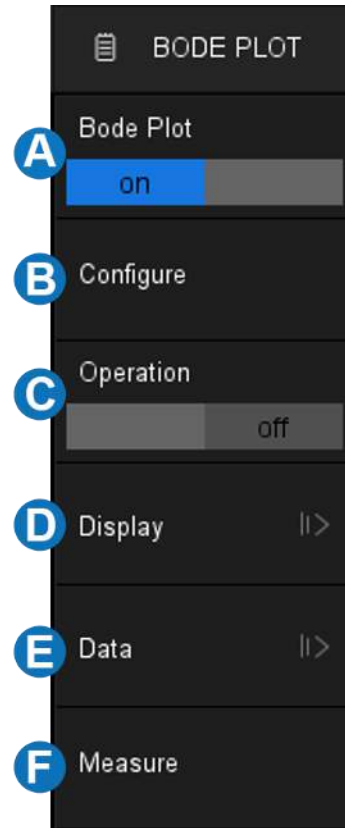 BODE PLOT
A
Bode Plot
on
B
Configure
C
Operation
off
D
Display
E
Data
F
Measure